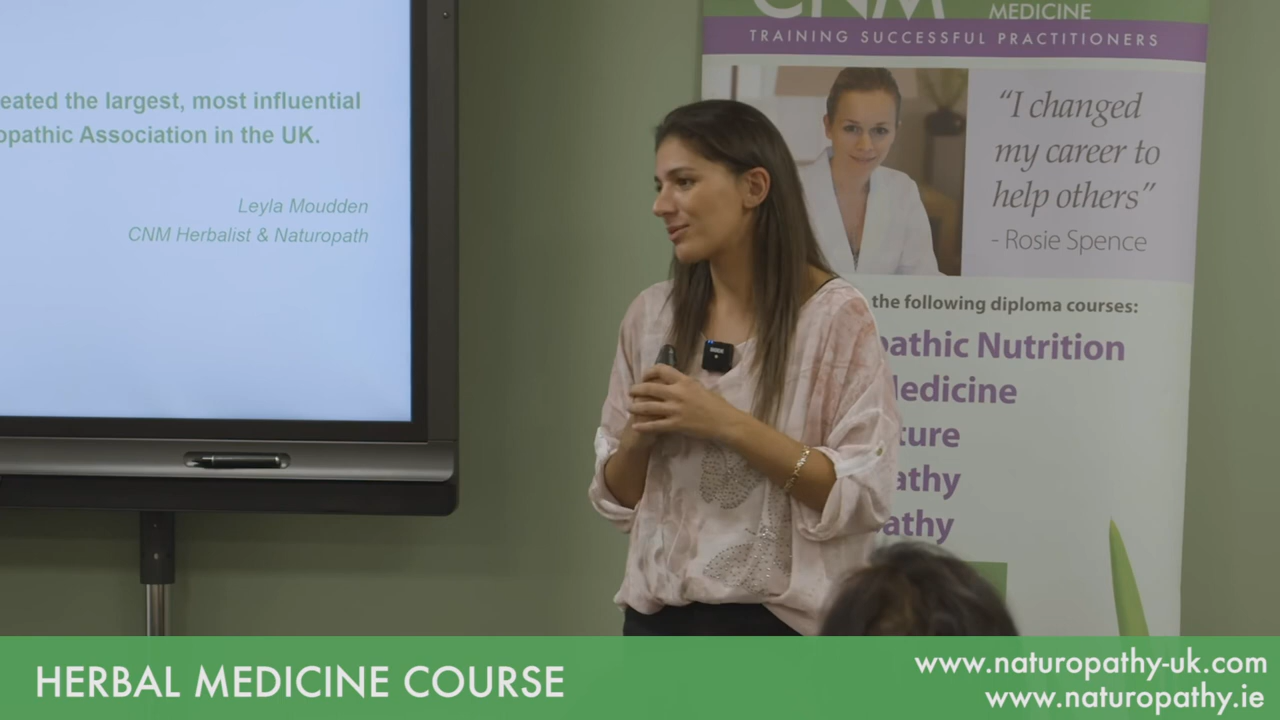 eated the largest, most influential
opathic Association in the UK.
Leyla Moudden
CNM Herbalist & Naturopath
CNM
MEDICINE
TRAINING SUCCESSFUL PRACTITIONERS
“I changed
my career to
help others”
- Rosie Spence
the following diploma courses:
pathic Nutrition
Medicine
ture
athy
athy
HERBAL MEDICINE COURSE
www.naturopathy-uk.com
www.naturopathy.ie